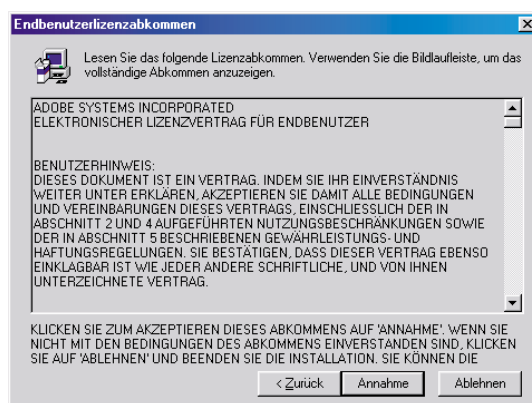 Endbenutzerlizenzabkommen
Lesen Sie das folgende Lizenzabkommen. Verwenden Sie die Bildlaufleiste, um das
vollständige Abkommen anzuzeigen.
ADOBE SYSTEMS INCORPORATED
ELEKTRONISCHER LIZENZVERTRAG FÜR ENDBENUTZER
BENUTZERHINWEIS:
DIESES DOKUMENT IST EIN VERTRAG. INDEM SIE IHR EINVERSTÄNDNIS
WEITER UNTER ERKLÄREN, AKZEPTIEREN SIE DAMIT ALLE BEDINGUNGEN
UND VEREINBARUNGEN DIESES VERTRAGS, EINSCHLIESSLICH DER IN
ABSCHNITT 2 UND 4 AUFGEFÜHRTEN NUTZUNGSBESCHRÄNKUNGEN SOWIE
DER IN ABSCHNITT 5 BESCHRIEBENEN GEWÄHRLEISTUNGS- UND
HAFTUNGSREGELUNGEN. SIE BESTÄTIGEN, DASS DIESER VERTRAG EBENSO
EINKLAGBAR IST WIE JEDER ANDERE SCHRIFTLICHE, UND VON IHNEN
UNTERZEICHNETE VERTRAG.
KLICKEN SIE ZUM AKZEPTIEREN DIESES ABKOMMENS AUF 'ANNAHME'. WENN SIE
NICHT MIT DEN BEDINGUNGEN DES ABKOMMENS EINVERSTANDEN SIND, KLICKEN
SIE AUF 'ABLEHNEN' UND BEENDEN SIE DIE INSTALLATION. SIE KÖNNEN DIE
< Zurück Annahme Ablehnen